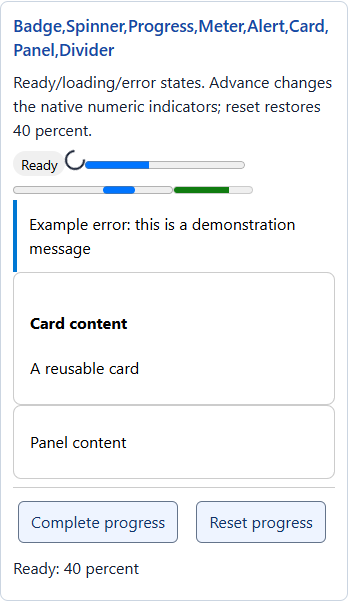 Badge,Spinner,Progress,Meter,Alert,Card,
Panel,Divider
Ready/loading/error states. Advance changes
the native numeric indicators; reset restores
40 percent.
Ready
Example error: this is a demonstration
message
Card content
A reusable card
Panel content
Complete progress
Reset progress
Ready: 40 percent